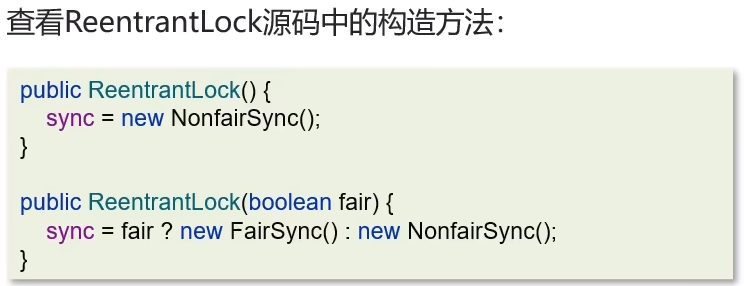 查看ReentrantLock源码中的构造方法：
public ReentrantLock() {
    sync = new NonfairSync();
}
public ReentrantLock(boolean fair) {
    sync = fair ? new FairSync() : new NonfairSync();
}